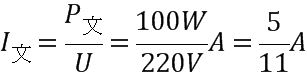 I文 = P文/U = 100W/220V A = 5/11 A